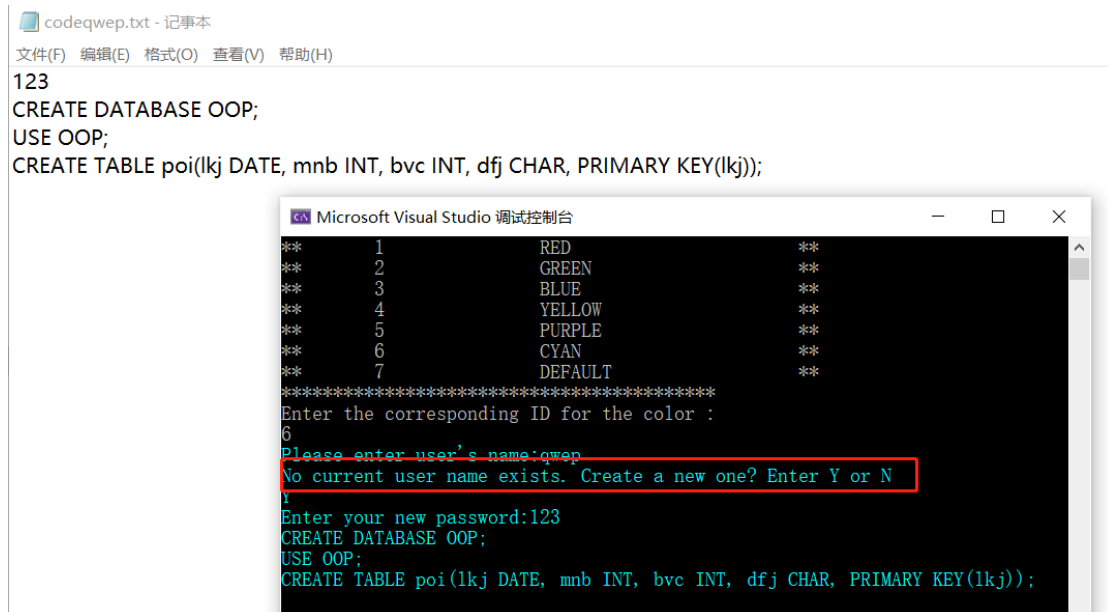 codeqwep.txt - 记事本
文件(F) 编辑(E) 格式(O) 查看(V) 帮助(H)
123
CREATE DATABASE OOP;
USE OOP;
CREATE TABLE poi(lkj DATE, mnb INT, bvc INT, dfj CHAR, PRIMARY KEY(lkj));
Microsoft Visual Studio 调试控制台
** 1 RED **
** 2 GREEN **
** 3 BLUE **
** 4 YELLOW **
** 5 PURPLE **
** 6 CYAN **
** 7 DEFAULT **
******************************************
Enter the corresponding ID for the color :
6
Please enter user's name:qwep
No current user name exists. Create a new one? Enter Y or N
Y
Enter your new password:123
CREATE DATABASE OOP;
USE OOP;
CREATE TABLE poi(lkj DATE, mnb INT, bvc INT, dfj CHAR, PRIMARY KEY(lkj));